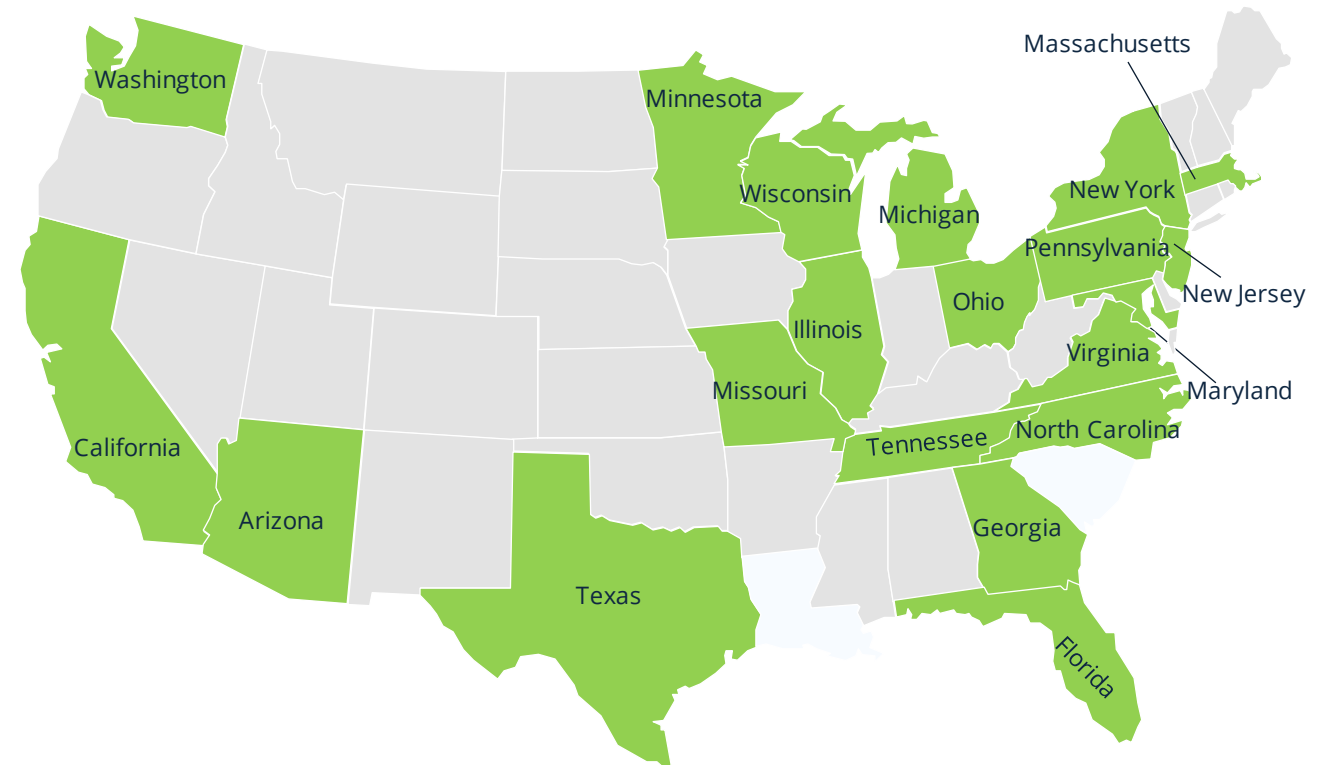 Massachusetts
Washington
Minnesota
Wisconsin
New York
Michigan
Pennsylvania
New Jersey
Ohio
Illinois
Virginia
Missouri
Maryland
California
Tennessee
North Carolina
Arizona
Georgia
Texas
Florida